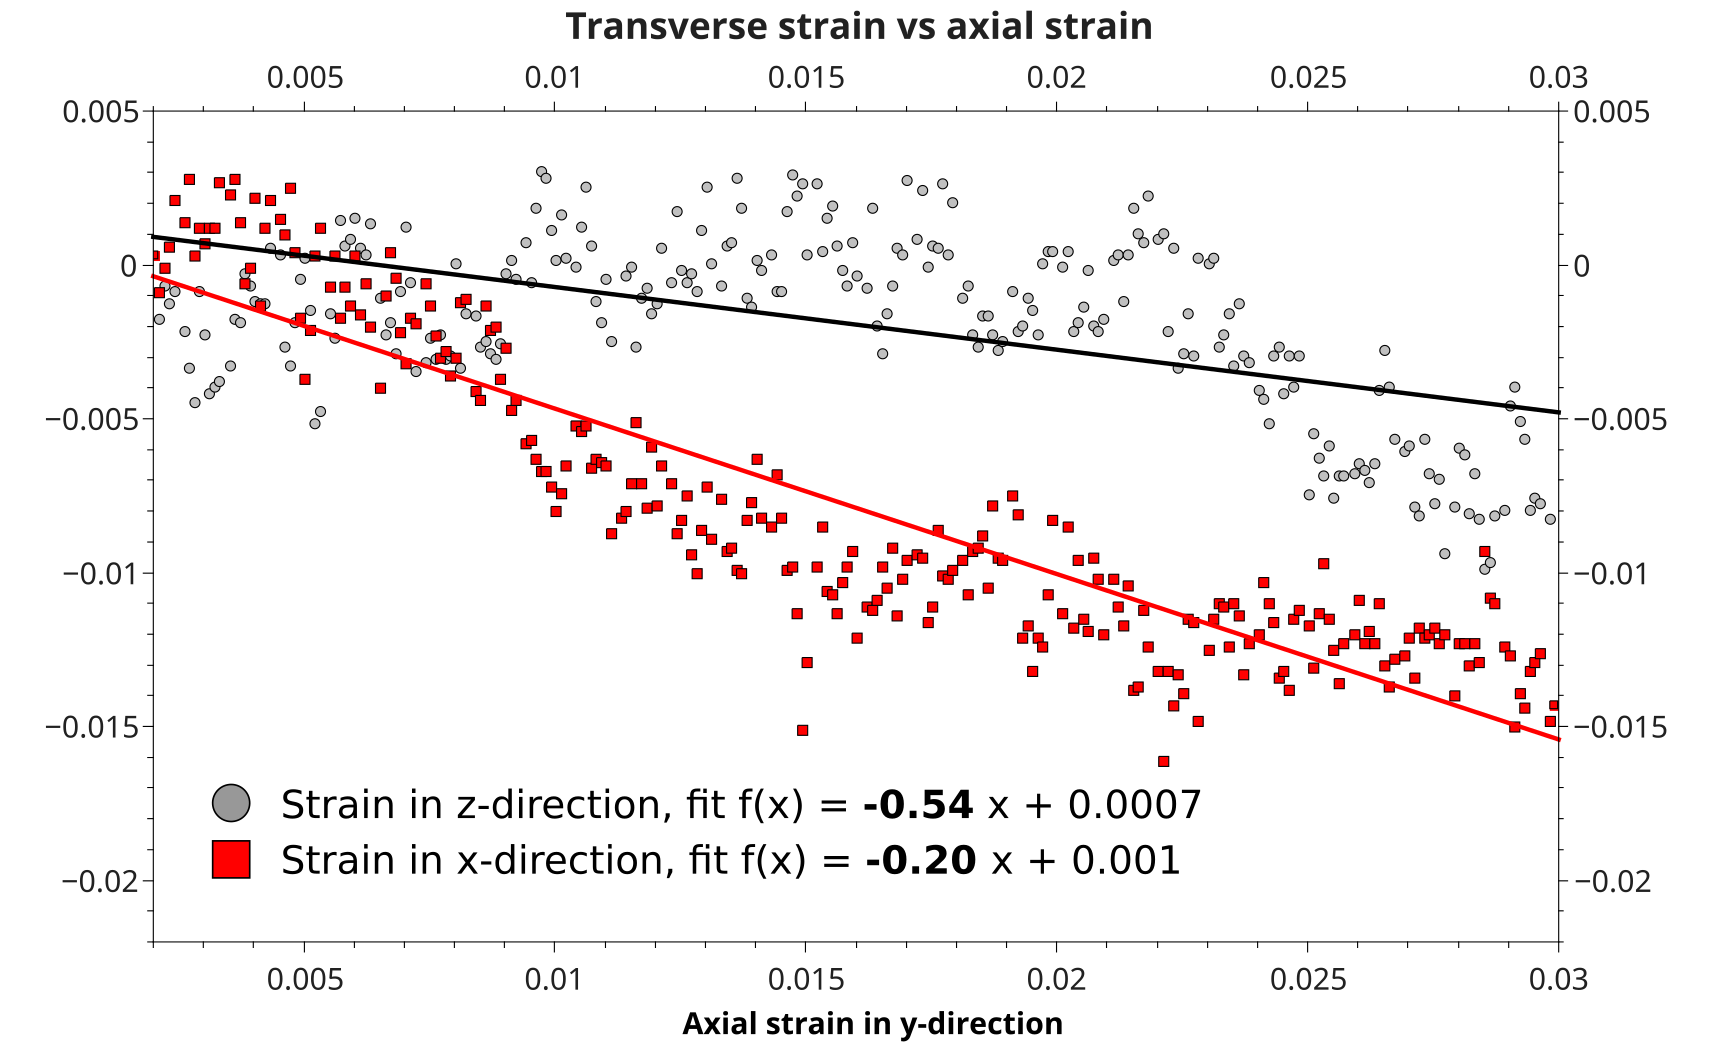 Transverse strain vs axial strain
0.005 0.01 0.015 0.02 0.025 0.03
0.005 0.005
0 0
−0.005 −0.005
−0.01 −0.01
−0.015 −0.015
Strain in z-direction, fit f(x) = -0.54 x + 0.0007
Strain in x-direction, fit f(x) = -0.20 x + 0.001
−0.02 −0.02
0.005 0.01 0.015 0.02 0.025 0.03
Axial strain in y-direction